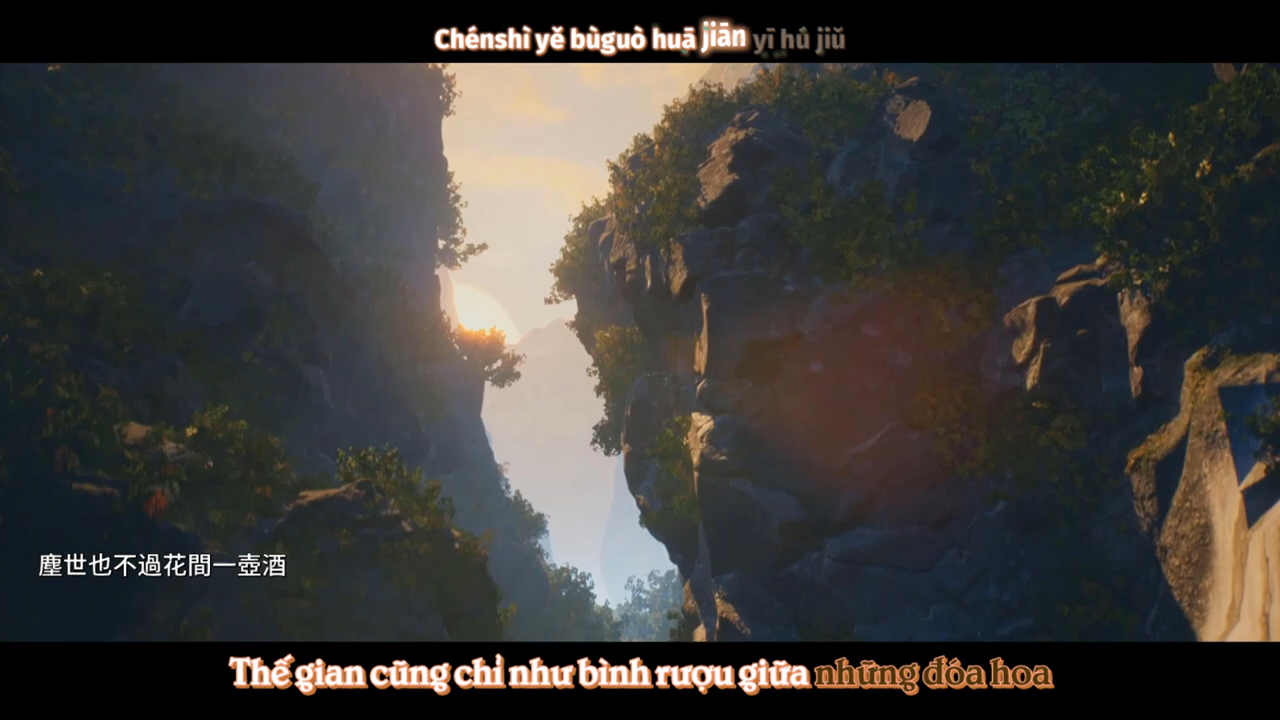 Chénshì yě bùguò huā jiān yī hú jiǔ
塵世也不過花間一壺酒
Thế gian cũng chỉ như bình rượu giữa những đóa hoa